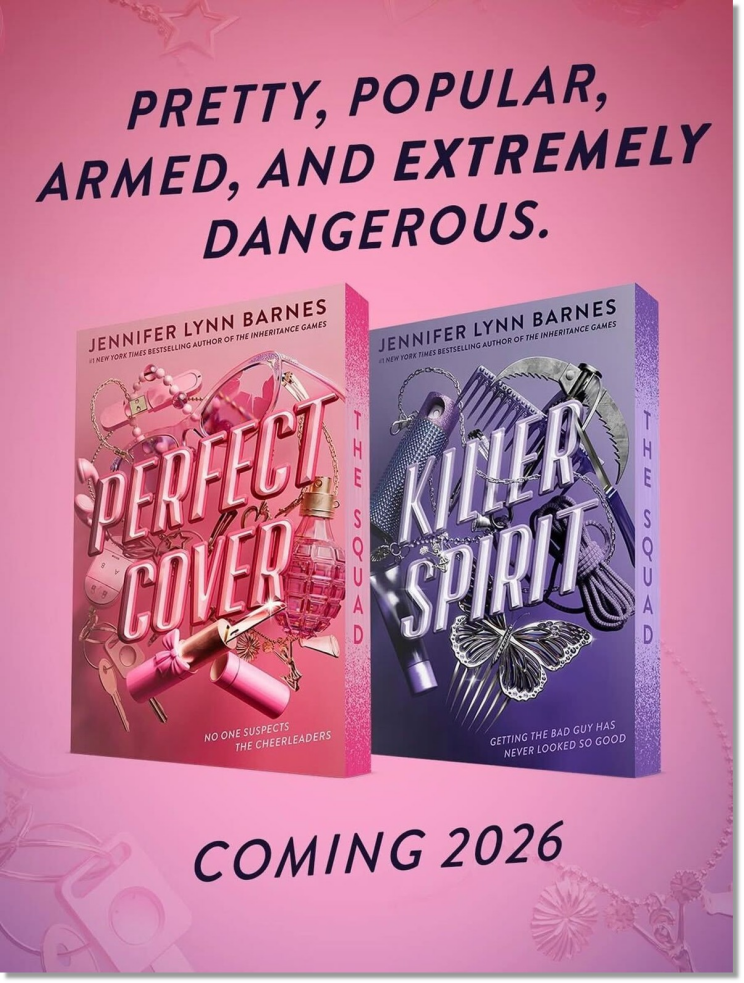 PRETTY, POPULAR,
ARMED, AND EXTREMELY
DANGEROUS.
JENNIFER LYNN BARNES
#1 NEW YORK TIMES BESTSELLING AUTHOR OF THE INHERITANCE GAMES
PERFECT
COVER
NO ONE SUSPECTS
THE CHEERLEADERS
THE SQUAD
JENNIFER LYNN BARNES
#1 NEW YORK TIMES BESTSELLING AUTHOR OF THE INHERITANCE GAMES
KILLER
SPIRIT
GETTING THE BAD GUY HAS
NEVER LOOKED SO GOOD
THE SQUAD
COMING 2026